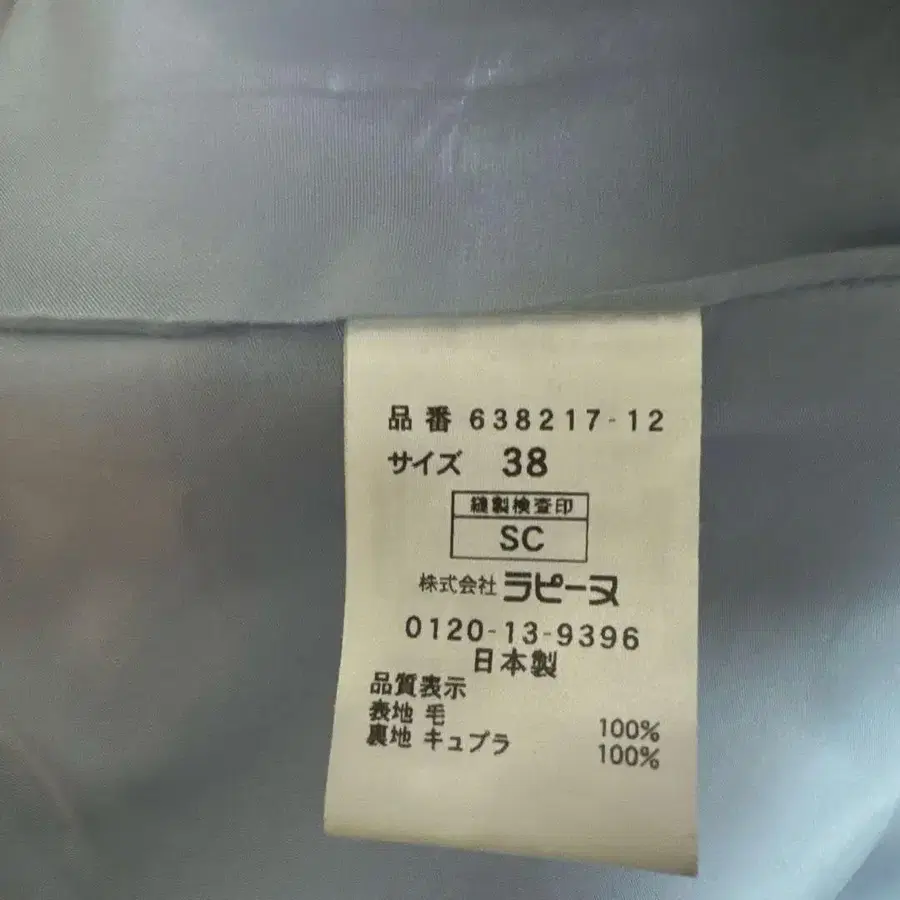 品番 638217-12
サイズ 38
縫製検査印
SC
株式会社 ラピーヌ
0120-13-9396
日本製
品質表示
表地 毛 100%
裏地 キュプラ 100%